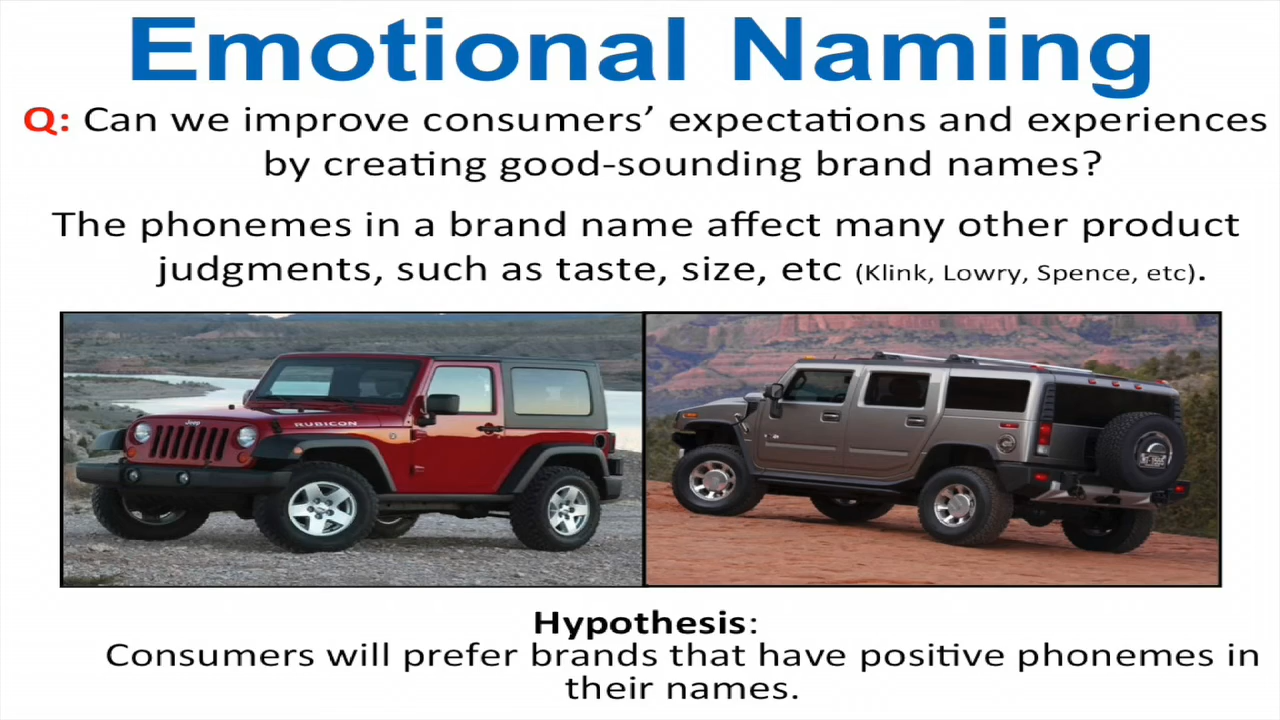 Emotional Naming
Q: Can we improve consumers’ expectations and experiences
by creating good-sounding brand names?
The phonemes in a brand name affect many other product
judgments, such as taste, size, etc (Klink, Lowry, Spence, etc).
Jeep
RUBICON
Hypothesis:
Consumers will prefer brands that have positive phonemes in
their names.